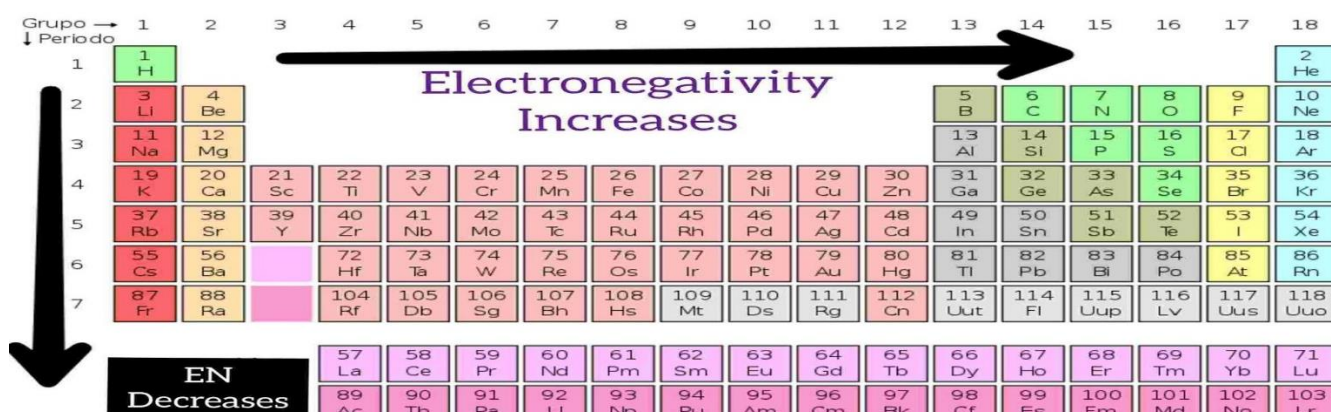 Grupo → 1 2 3 4 5 6 7 8 9 10 11 12 13 14 15 16 17 18
↓ Periodo
Electronegativity
Increases
1 1 2
H He
2 3 4 5 6 7 8 9 10
Li Be B C N O F Ne
3 11 12 13 14 15 16 17 18
Na Mg Al Si P S Cl Ar
4 19 20 21 22 23 24 25 26 27 28 29 30 31 32 33 34 35 36
K Ca Sc Ti V Cr Mn Fe Co Ni Cu Zn Ga Ge As Se Br Kr
5 37 38 39 40 41 42 43 44 45 46 47 48 49 50 51 52 53 54
Rb Sr Y Zr Nb Mo Tc Ru Rh Pd Ag Cd In Sn Sb Te I Xe
6 55 56 72 73 74 75 76 77 78 79 80 81 82 83 84 85 86
Cs Ba Hf Ta W Re Os Ir Pt Au Hg Tl Pb Bi Po At Rn
7 87 88 104 105 106 107 108 109 110 111 112 113 114 115 116 117 118
Fr Ra Rf Db Sg Bh Hs Mt Ds Rg Cn Uut Fl Uup Lv Uus Uuo
57 58 59 60 61 62 63 64 65 66 67 68 69 70 71
La Ce Pr Nd Pm Sm Eu Gd Tb Dy Ho Er Tm Yb Lu
89 90 91 92 93 94 95 96 97 98 99 100 101 102 103
EN
Decreases